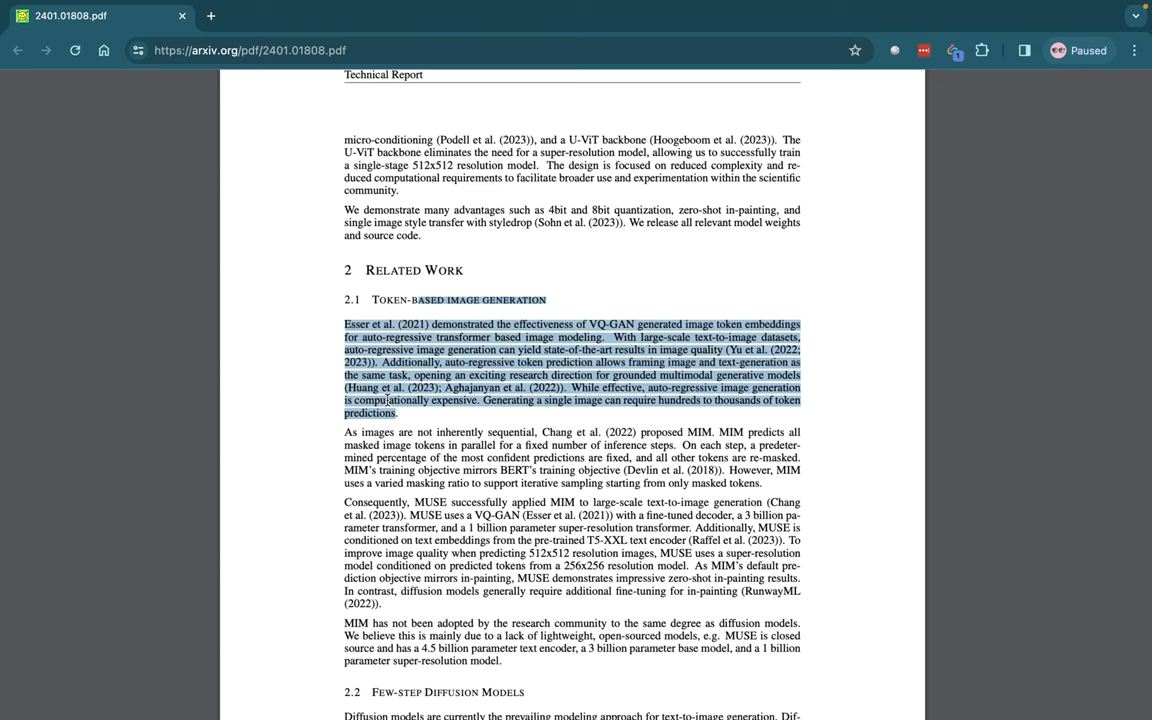 2401.01808.pdf
https://arxiv.org/pdf/2401.01808.pdf
1
Paused
Technical Report
micro-conditioning (Podell et al. (2023)), and a U-ViT backbone (Hoogeboom et al. (2023)). The
U-ViT backbone eliminates the need for a super-resolution model, allowing us to successfully train
a single-stage 512x512 resolution model. The design is focused on reduced complexity and re-
duced computational requirements to facilitate broader use and experimentation within the scientific
community.
We demonstrate many advantages such as 4bit and 8bit quantization, zero-shot in-painting, and
single image style transfer with styledrop (Sohn et al. (2023)). We release all relevant model weights
and source code.
2 RELATED WORK
2.1 TOKEN-BASED IMAGE GENERATION
Esser et al. (2021) demonstrated the effectiveness of VQ-GAN generated image token embeddings
for auto-regressive transformer based image modeling. With large-scale text-to-image datasets,
auto-regressive image generation can yield state-of-the-art results in image quality (Yu et al. (2022;
2023)). Additionally, auto-regressive token prediction allows framing image and text-generation as
the same task, opening an exciting research direction for grounded multimodal generative models
(Huang et al. (2023); Aghajanyan et al. (2022)). While effective, auto-regressive image generation
is computationally expensive. Generating a single image can require hundreds to thousands of token
predictions.
As images are not inherently sequential, Chang et al. (2022) proposed MIM. MIM predicts all
masked image tokens in parallel for a fixed number of inference steps. On each step, a predeter-
mined percentage of the most confident predictions are fixed, and all other tokens are re-masked.
MIM's training objective mirrors BERT's training objective (Devlin et al. (2018)). However, MIM
uses a varied masking ratio to support iterative sampling starting from only masked tokens.
Consequently, MUSE successfully applied MIM to large-scale text-to-image generation (Chang
et al. (2023)). MUSE uses a VQ-GAN (Esser et al. (2021)) with a fine-tuned decoder, a 3 billion pa-
rameter transformer, and a 1 billion parameter super-resolution transformer. Additionally, MUSE is
conditioned on text embeddings from the pre-trained T5-XXL text encoder (Raffel et al. (2023)). To
improve image quality when predicting 512x512 resolution images, MUSE uses a super-resolution
model conditioned on predicted tokens from a 256x256 resolution model. As MIM's default pre-
diction objective mirrors in-painting, MUSE demonstrates impressive zero-shot in-painting results.
In contrast, diffusion models generally require additional fine-tuning for in-painting (RunwayML
(2022)).
MIM has not been adopted by the research community to the same degree as diffusion models.
We believe this is mainly due to a lack of lightweight, open-sourced models, e.g. MUSE is closed
source and has a 4.5 billion parameter text encoder, a 3 billion parameter base model, and a 1 billion
parameter super-resolution model.
2.2 FEW-STEP DIFFUSION MODELS
Diffusion models are currently the prevailing modeling approach for text-to-image generation. Dif-